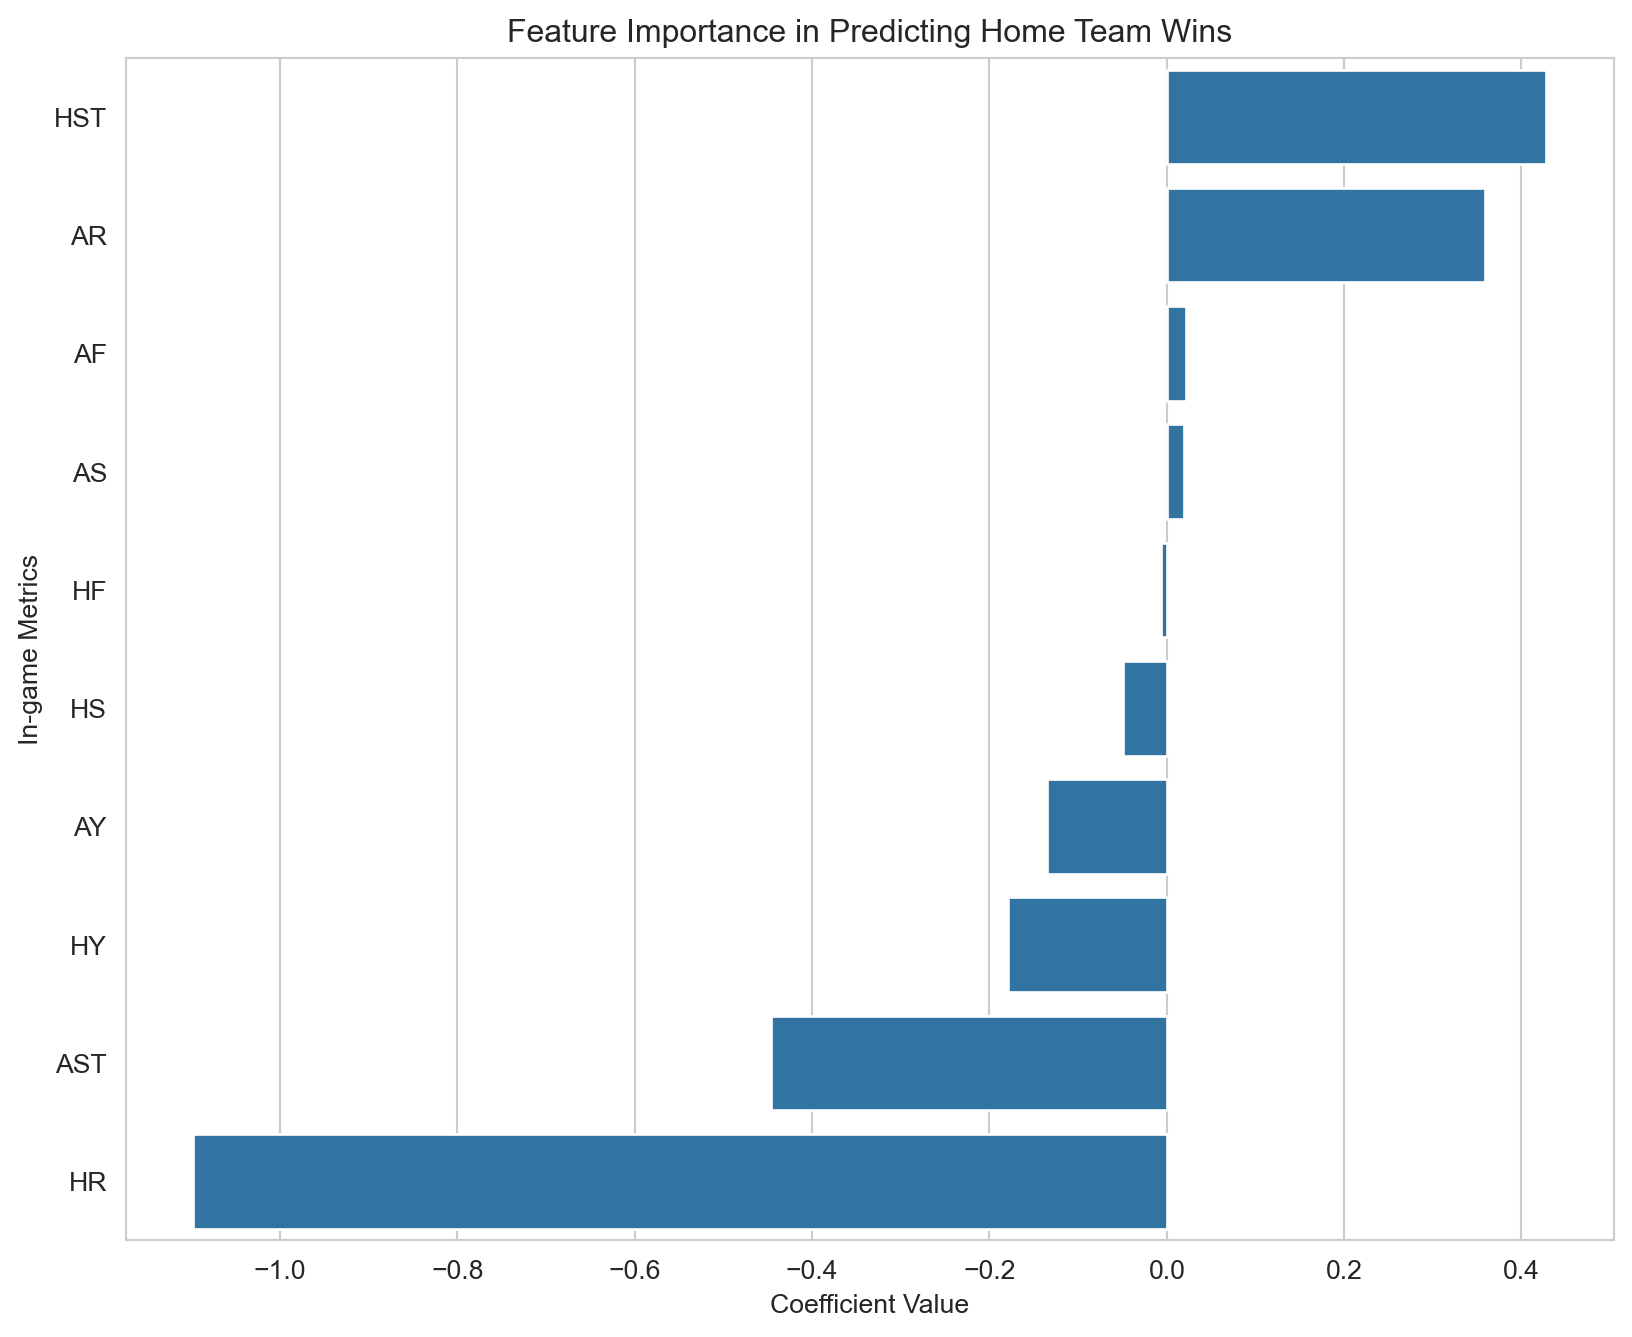 Feature Importance in Predicting Home Team Wins
HST
AR
AF
AS
HF
HS
AY
HY
AST
HR
In-game Metrics
−1.0
−0.8
−0.6
−0.4
−0.2
0.0
0.2
0.4
Coefficient Value